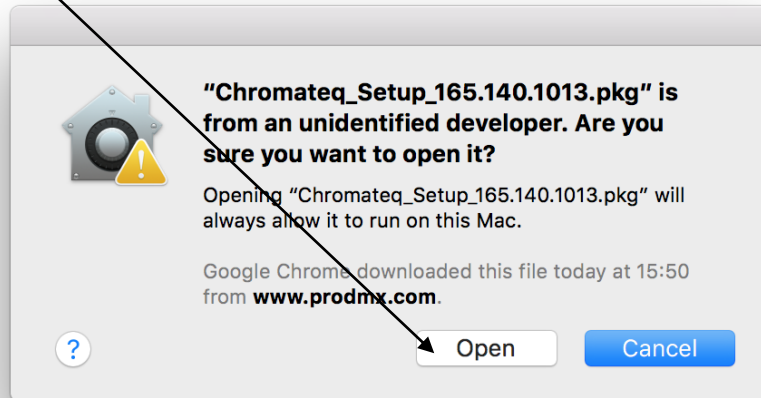 “Chromateq_Setup_165.140.1013.pkg” is
from an unidentified developer. Are you
sure you want to open it?
Opening “Chromateq_Setup_165.140.1013.pkg” will
always allow it to run on this Mac.
Google Chrome downloaded this file today at 15:50
from www.prodmx.com.
? Open Cancel